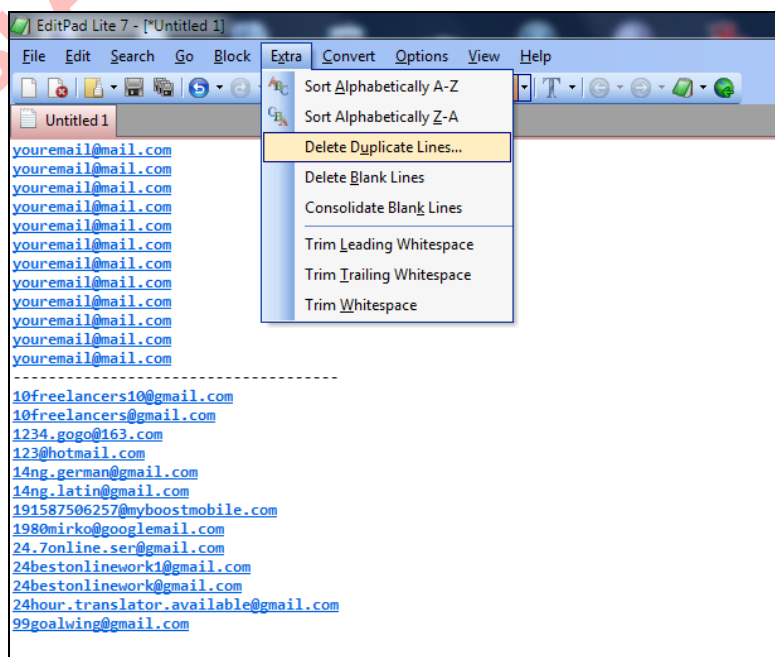 EditPad Lite 7 - [*Untitled 1]
File Edit Search Go Block Extra Convert Options View Help
Untitled 1
Sort Alphabetically A-Z
Sort Alphabetically Z-A
Delete Duplicate Lines...
Delete Blank Lines
Consolidate Blank Lines
Trim Leading Whitespace
Trim Trailing Whitespace
Trim Whitespace
youremail@mail.com
youremail@mail.com
youremail@mail.com
youremail@mail.com
youremail@mail.com
youremail@mail.com
youremail@mail.com
youremail@mail.com
youremail@mail.com
youremail@mail.com
youremail@mail.com
youremail@mail.com
-------------------------------------
10freelancers10@gmail.com
10freelancers@gmail.com
1234.gogo@163.com
123@hotmail.com
14ng.german@gmail.com
14ng.latin@gmail.com
191587506257@myboostmobile.com
1980mirko@googlemail.com
24.7online.ser@gmail.com
24bestonlinework1@gmail.com
24bestonlinework@gmail.com
24hour.translator.available@gmail.com
99goalwing@gmail.com